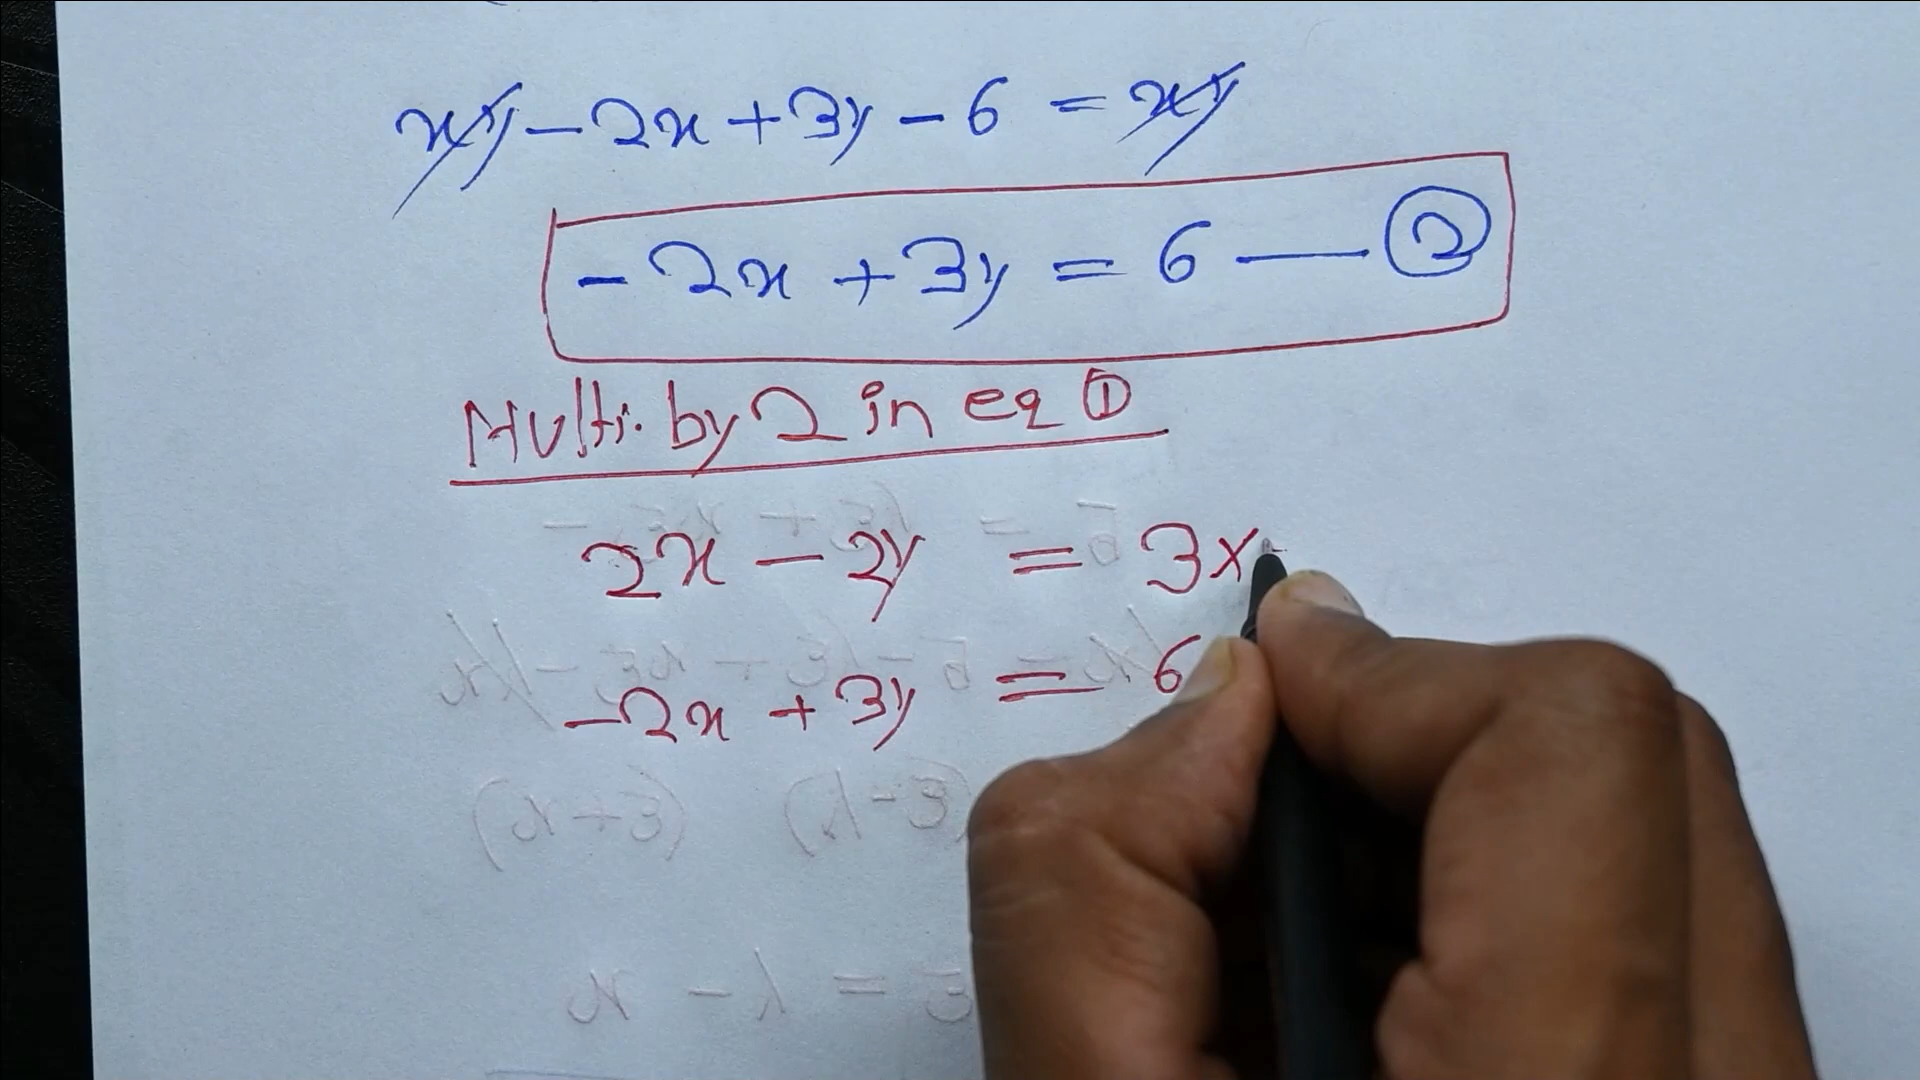 xy - 2x + 3y - 6 = xy
- 2x + 3y = 6 — ②
Multi. by 2 in eq ①
2x - 2y = 3x
-2x + 3y = 6